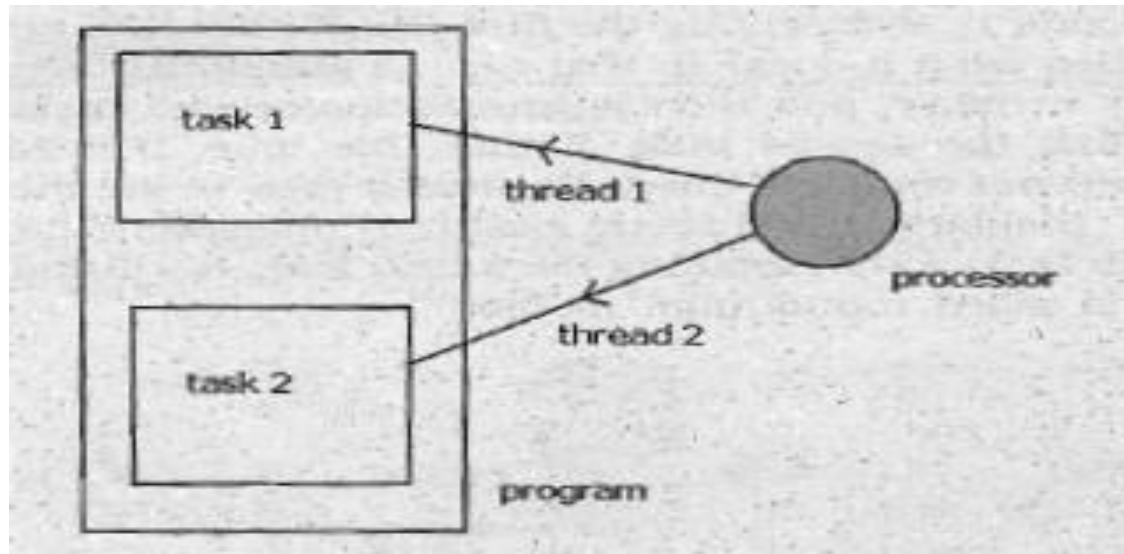 task 1
thread 1
processor
thread 2
task 2
program